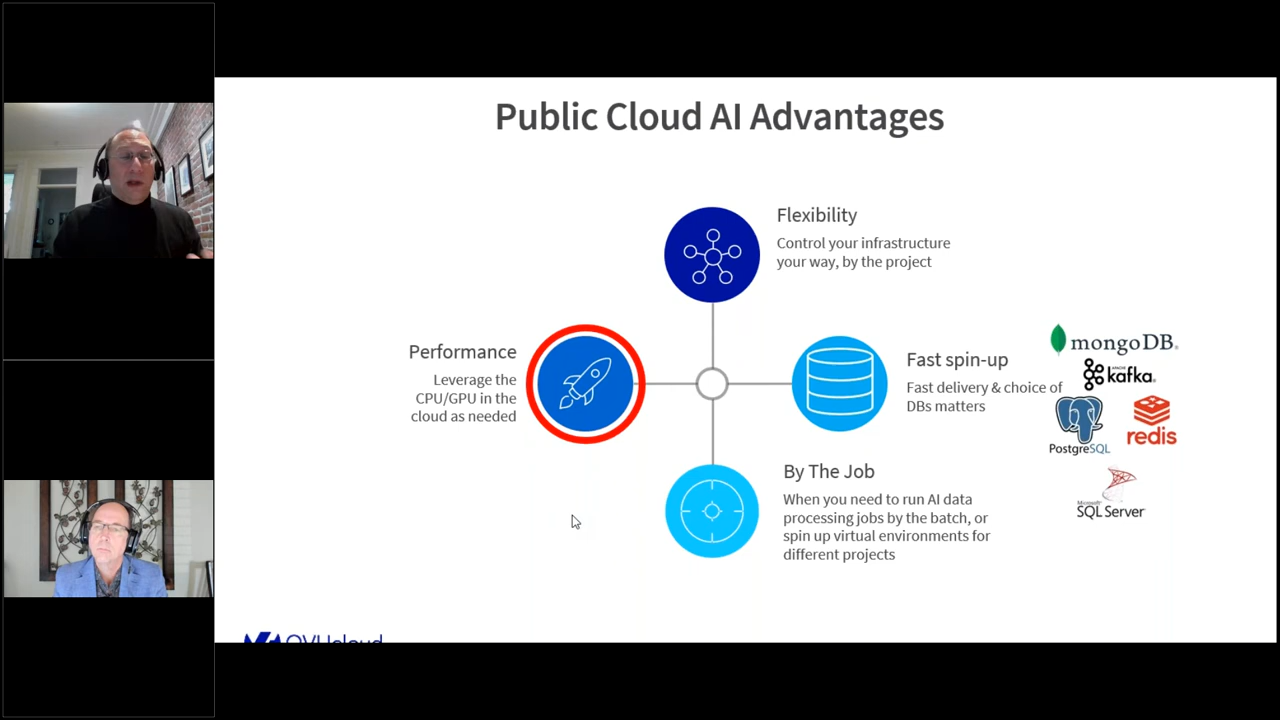 Public Cloud AI Advantages
Flexibility
Control your infrastructure
your way, by the project
Performance
Leverage the
CPU/GPU in the
cloud as needed
Fast spin-up
Fast delivery & choice of
DBs matters
mongoDB.
APACHE
kafka
PostgreSQL
redis
Microsoft
SQL Server
By The Job
When you need to run AI data
processing jobs by the batch, or
spin up virtual environments for
different projects
OVHcloud